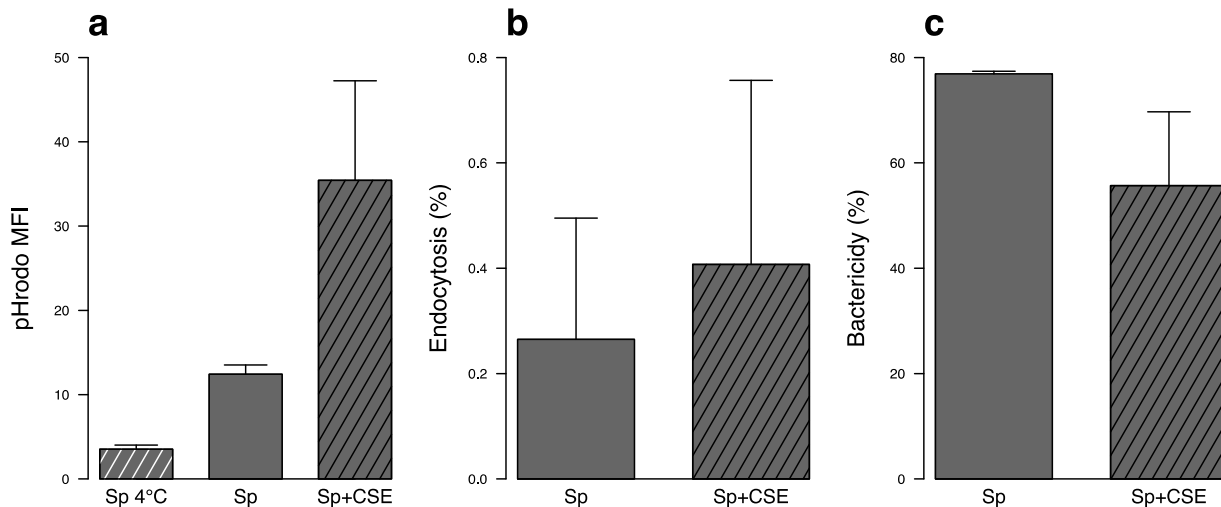 a
b
c
pHrodo MFI
50
40
30
20
10
0
Sp 4°C
Sp
Sp+CSE
Endocytosis (%)
0.8
0.6
0.4
0.2
0.0
Sp
Sp+CSE
Bactericidy (%)
80
60
40
20
0
Sp
Sp+CSE